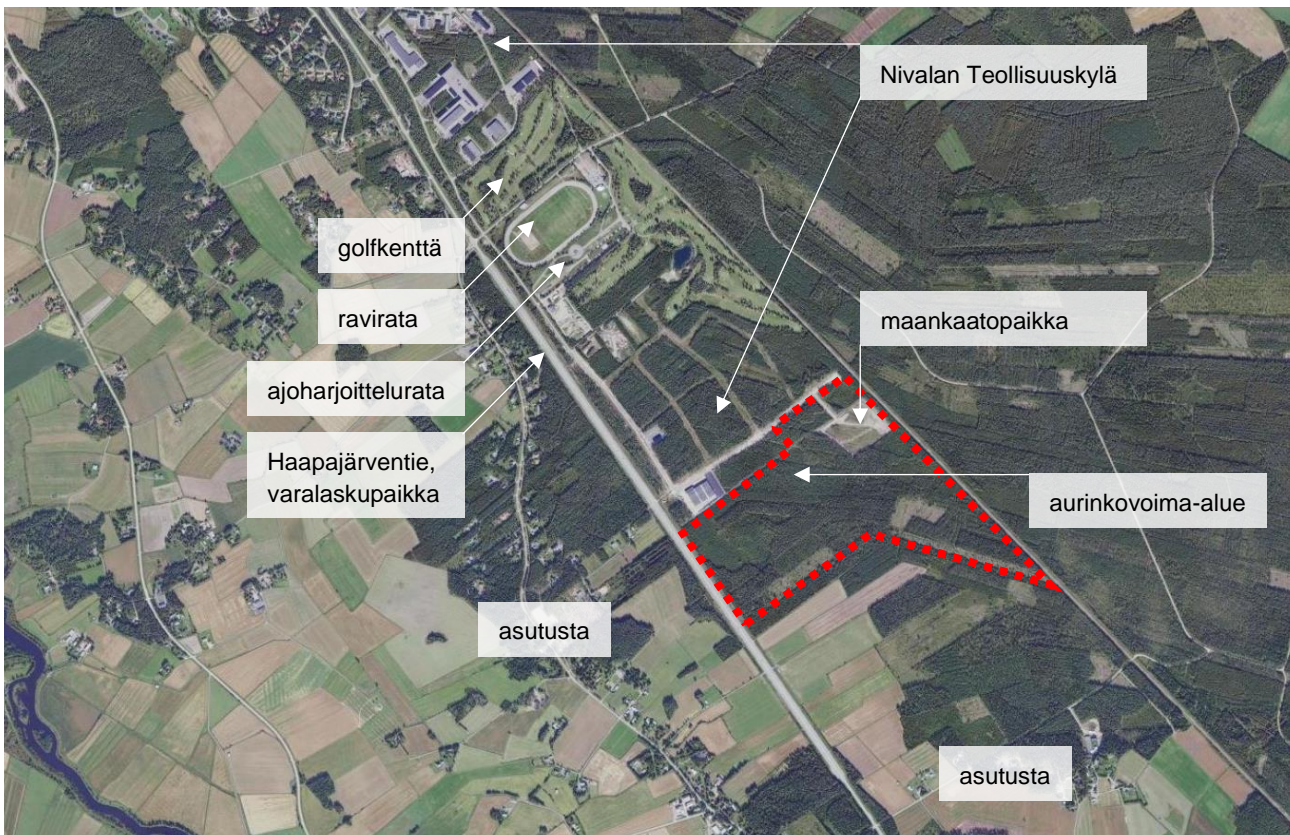 Nivalan Teollisuuskylä
golfkenttä
ravirata
maankaatopaikka
ajoharjoittelurata
Haapajärventie,
varalaskupaikka
aurinkovoima-alue
asutusta
asutusta